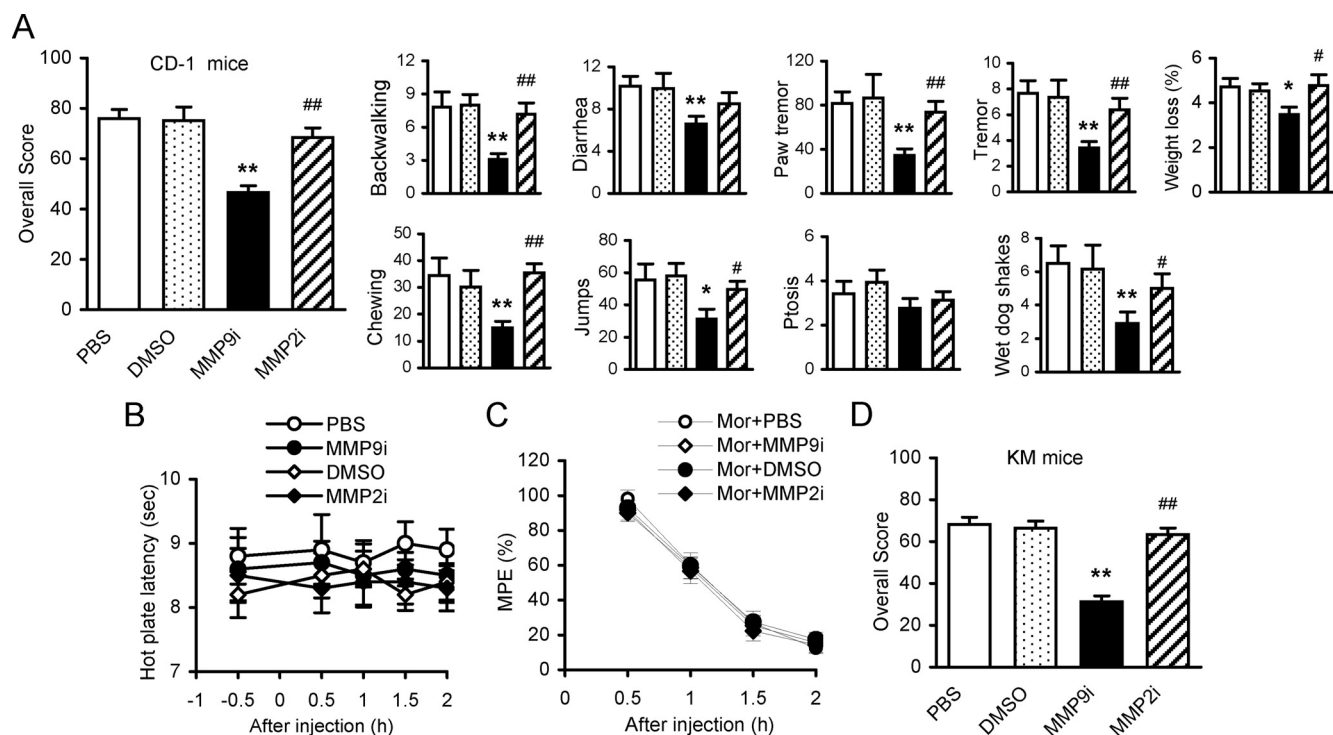 A
CD-1 mice
Overall Score
100
80
60
40
20
0
**
##
PBS
DMSO
MMP9i
MMP2i
Backwalking
12
9
6
3
0
**
##
Diarrhea
12
8
4
0
**
Paw tremor
120
80
40
0
**
##
Tremor
10
8
6
4
2
0
**
##
Weight loss (%)
6
4
2
0
*
#
Chewing
50
40
30
20
10
0
**
##
Jumps
80
60
40
20
0
*
#
Ptosis
6
4
2
0
Wet dog shakes
8
6
4
2
0
**
#
B
PBS
MMP9i
DMSO
MMP2i
Hot plate latency (sec)
10
9
8
7
-1 -0.5 0 0.5 1 1.5 2
After injection (h)
C
Mor+PBS
Mor+MMP9i
Mor+DMSO
Mor+MMP2i
MPE (%)
120
100
80
60
40
20
0
0 0.5 1 1.5 2
After injection (h)
D
KM mice
Overall Score
100
80
60
40
20
0
**
##
PBS
DMSO
MMP9i
MMP2i